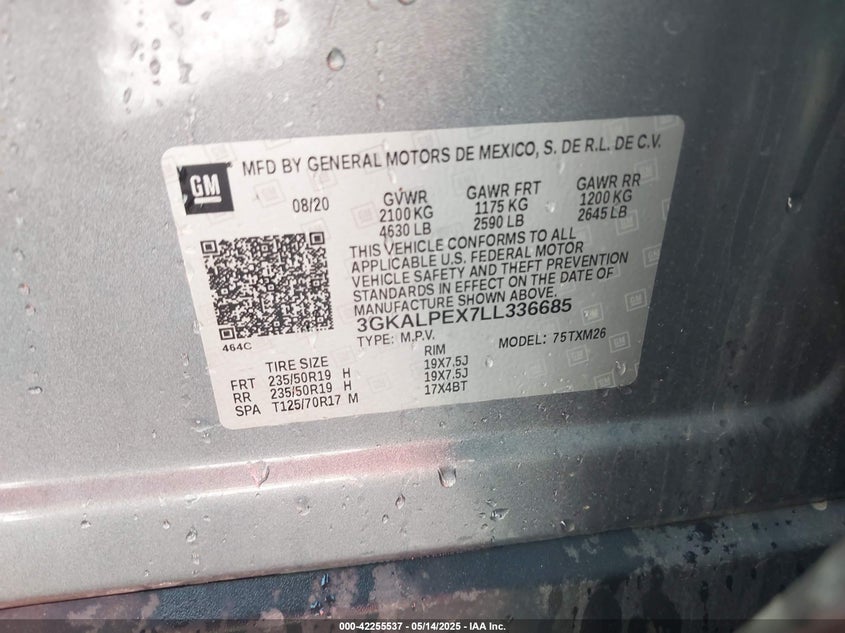 GM
MFD BY GENERAL MOTORS DE MEXICO, S. DE R.L. DE C.V.
08/20
GVWR GAWR FRT GAWR RR
2100 KG 1175 KG 1200 KG
4630 LB 2590 LB 2645 LB
THIS VEHICLE CONFORMS TO ALL
APPLICABLE U.S. FEDERAL MOTOR
VEHICLE SAFETY AND THEFT PREVENTION
STANDARDS IN EFFECT ON THE DATE OF
MANUFACTURE SHOWN ABOVE.
3GKALPEX7LL336685
464C
TYPE: M.P.V. MODEL: 75TXM26
TIRE SIZE RIM
FRT 235/50R19 H 19X7.5J
RR 235/50R19 H 19X7.5J
SPA T125/70R17 M 17X4BT
000-42255537 - 05/14/2025 - IAA Inc.